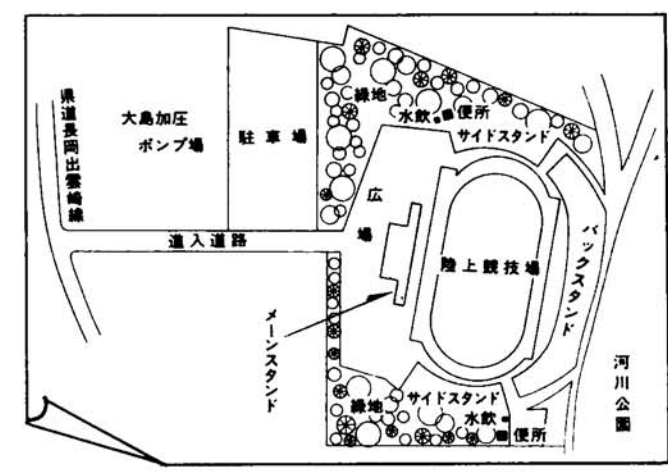 県道長岡出雲崎線
大島加圧
ポンプ場
駐車場
緑地
水飲
便所
サイドスタンド
広場
道入道路
陸上競技場
バックスタンド
メーンスタンド
河川公園
緑地
サイドスタンド
水飲
便所